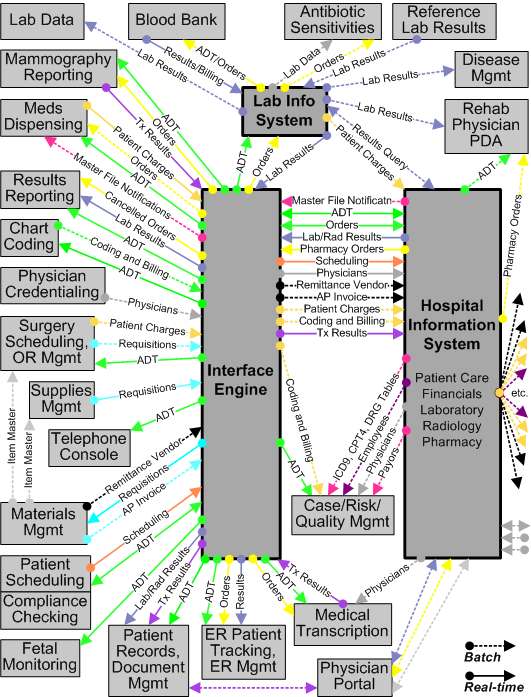 Lab Data
Blood Bank
Antibiotic
Sensitivities
Reference
Lab Results
Lab Results
Results/Billing
ADT/Orders
Lab Data
Orders
Lab Results
Lab Results
Disease
Mgmt
Mammography
Reporting
ADT
Orders
Tx Results
Lab Info
System
Lab Results
Rehab
Physician
PDA
Meds
Dispensing
Patient Charges
Orders
ADT
Master File Notifications
ADT
Orders
Lab Results
Results Query
Patient Charges
ADT
Pharmacy Orders
Results
Reporting
Cancelled Orders
Lab Results
ADT
Chart
Coding
Coding and Billing
ADT
Master File Notificatn
ADT
Orders
Lab/Rad Results
Pharmacy Orders
Scheduling
Physicians
Remittance Vendor
AP Invoice
Patient Charges
Coding and Billing
Tx Results
Physician
Credentialing
Physicians
Surgery
Scheduling,
OR Mgmt
Patient Charges
Requisitions
ADT
Interface
Engine
Hospital
Information
System
Patient Care
Financials
Laboratory
Radiology
Pharmacy
etc.
Supplies
Mgmt
Requisitions
Telephone
Console
ADT
Item Master
Item Master
Coding and Billing
ADT
ICD9, CPT4, DRG Tables
Employees
Physicians
Payors
Remittance Vendor
Requisitions
AP Invoice
Materials
Mgmt
Case/Risk/
Quality Mgmt
Scheduling
ADT
Patient
Scheduling
Compliance
Checking
ADT
Lab/Rad Results
Tx Results
ADT
ADT
Orders
Results
Orders
ADT
Tx Results
Physicians
Fetal
Monitoring
Patient
Records,
Document
Mgmt
ER Patient
Tracking,
ER Mgmt
Medical
Transcription
Physician
Portal
Batch
Real-time